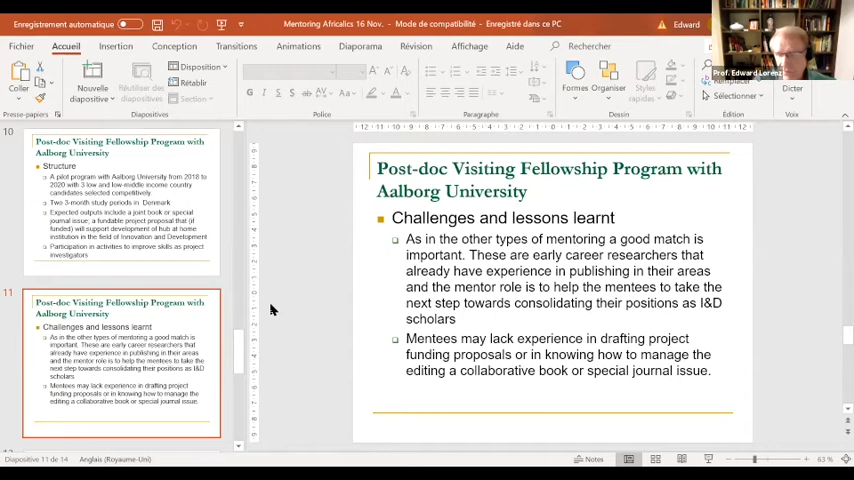 Enregistrement automatique
Mentoring Africalics 16 Nov. - Mode de compatibilité - Enregistré dans ce PC
Edward
Fichier
Accueil
Insertion
Conception
Transitions
Animations
Diaporama
Révision
Affichage
Aide
Rechercher
Prof. Edward Lorenz
Coller
Nouvelle
diapositive
Réutiliser des
diapositives
Disposition
Rétablir
Section
G I S S ab AV Aa A
Formes
Organiser
Styles
rapides
Remplacer
Sélectionner
Dicter
Presse-papiers
Diapositives
Police
Paragraphe
Dessin
Voix
10
Post-doc Visiting Fellowship Program with
Aalborg University
Structure
A pilot program with Aalborg University from 2018 to
2020 with 3 low and low-middle income country
candidates selected competitively.
Two 3-month study periods in Denmark
Expected outputs include a joint book or special
journal issue, a fundable project proposal that (if
funded) will support development of hub at home
institution in the field of Innovation and Development
Participation in activities to improve skills as project
investigators
11
Post-doc Visiting Fellowship Program with
Aalborg University
Challenges and lessons learnt
As in the other types of mentoring a good match is
important. These are early career researchers that
already have experience in publishing in their areas
and the mentor role is to help the mentees to take the
next step towards consolidating their positions as I&D
scholars
Mentees may lack experience in drafting project
funding proposals or in knowing how to manage the
editing a collaborative book or special journal issue.
Post-doc Visiting Fellowship Program with
Aalborg University
Challenges and lessons learnt
As in the other types of mentoring a good match is
important. These are early career researchers that
already have experience in publishing in their areas
and the mentor role is to help the mentees to take the
next step towards consolidating their positions as I&D
scholars
Mentees may lack experience in drafting project
funding proposals or in knowing how to manage the
editing a collaborative book or special journal issue.
Diapositive 11 de 14
Anglais (Royaume-Uni)
Notes
63 %